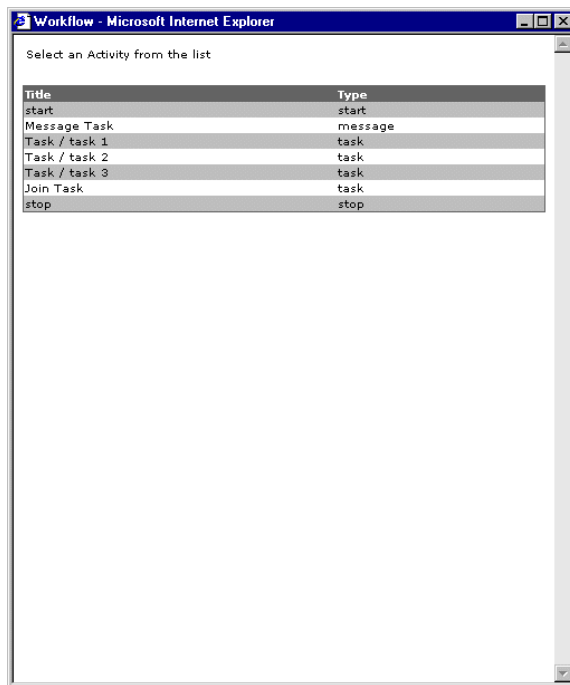 Workflow - Microsoft Internet Explorer
Select an Activity from the list
Title Type
start start
Message Task message
Task / task 1 task
Task / task 2 task
Task / task 3 task
Join Task task
stop stop